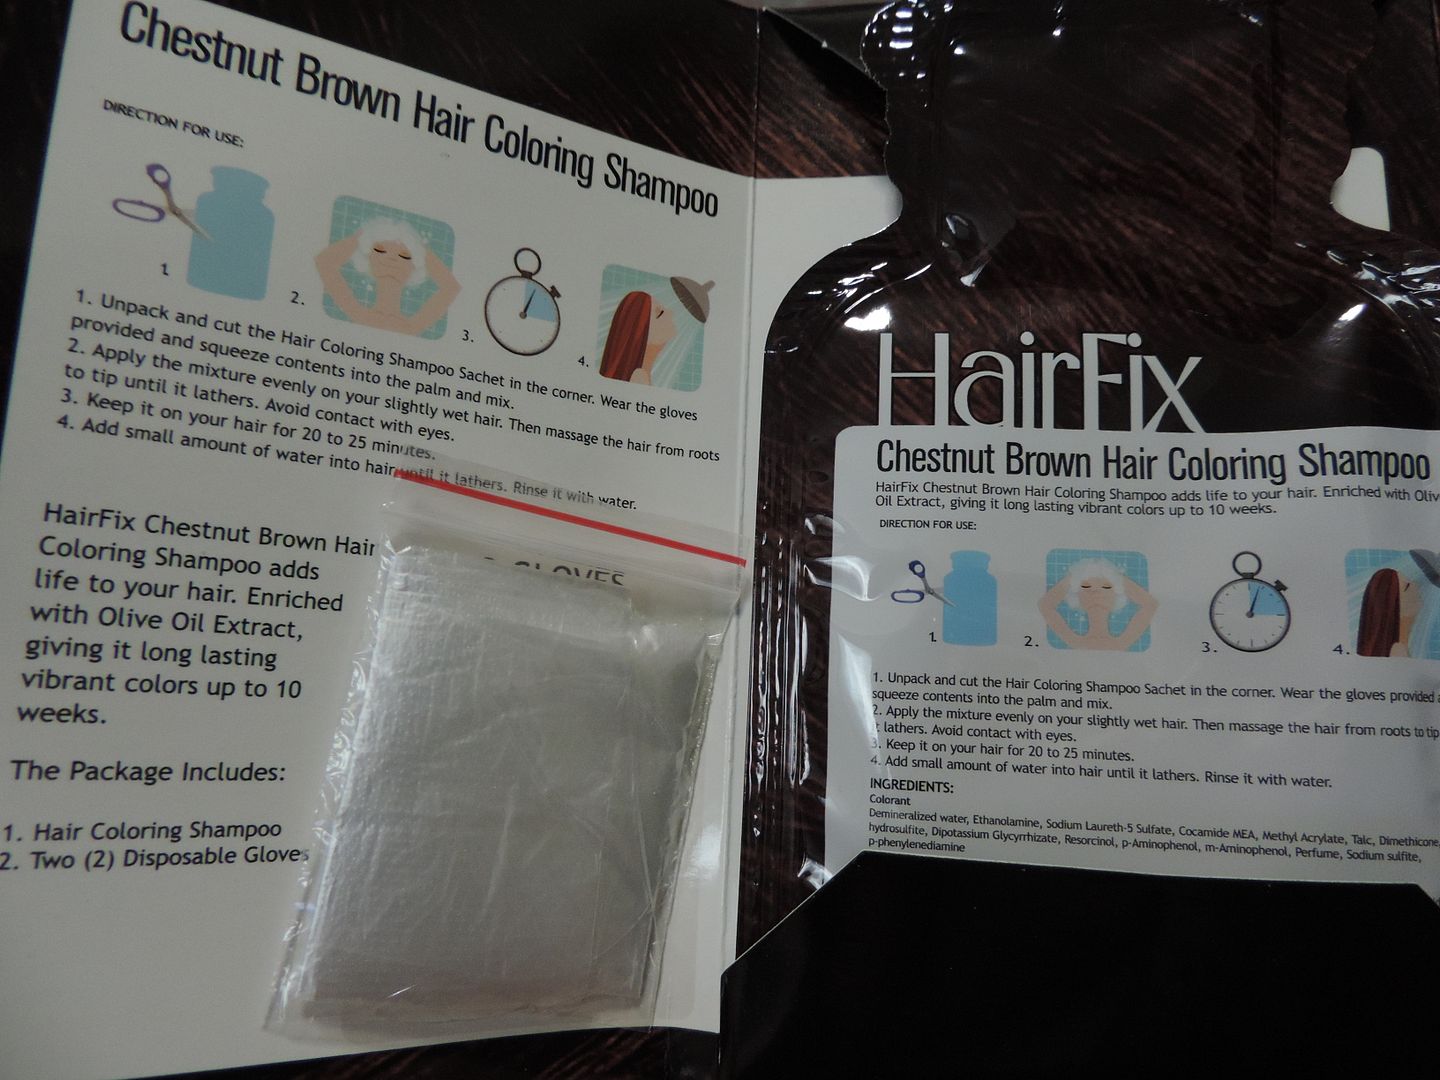 Chestnut Brown Hair Coloring Shampoo
DIRECTION FOR USE:
1.
2.
3.
4.
1. Unpack and cut the Hair Coloring Shampoo Sachet in the corner. Wear the gloves
provided and squeeze contents into the palm and mix.
2. Apply the mixture evenly on your slightly wet hair. Then massage the hair from roots
to tip until it lathers. Avoid contact with eyes.
3. Keep it on your hair for 20 to 25 minutes.
4. Add small amount of water into hair until it lathers. Rinse it with water.
HairFix Chestnut Brown Hair
Coloring Shampoo adds
life to your hair. Enriched
with Olive Oil Extract,
giving it long lasting
vibrant colors up to 10
weeks.
The Package Includes:
1. Hair Coloring Shampoo
2. Two (2) Disposable Gloves
GLOVES
HairFix
Chestnut Brown Hair Coloring Shampoo
HairFix Chestnut Brown Hair Coloring Shampoo adds life to your hair. Enriched with
Oil Extract, giving it long lasting vibrant colors up to 10 weeks.
DIRECTION FOR USE:
1.
2.
3.
4.
1. Unpack and cut the Hair Coloring Shampoo Sachet in the corner. Wear the gloves provided
squeeze contents into the palm and mix.
2. Apply the mixture evenly on your slightly wet hair. Then massage the hair from roots to tip
lathers. Avoid contact with eyes.
3. Keep it on your hair for 20 to 25 minutes.
4. Add small amount of water into hair until it lathers. Rinse it with water.
INGREDIENTS:
Colorant
Demineralized water, Ethanolamine, Sodium Laureth-5 Sulfate, Cocamide MEA, Methyl Acrylate, Talc, Dimethicone,
hydrosulfite, Dipotassium Glycyrrhizate, Resorcinol, p-Aminophenol, m-Aminophenol, Perfume, Sodium sulfite,
p-phenylenediamine